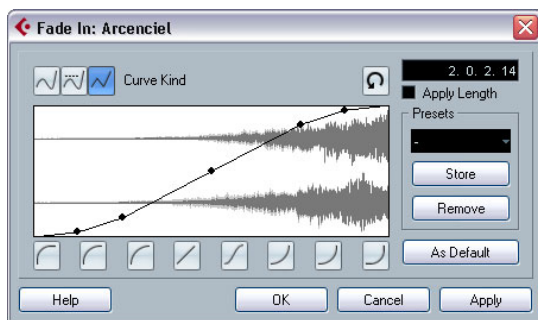 Fade In: Arcenciel
Curve Kind
2. 0. 2. 14
Apply Length
Presets
-
Store
Remove
As Default
Help
OK
Cancel
Apply